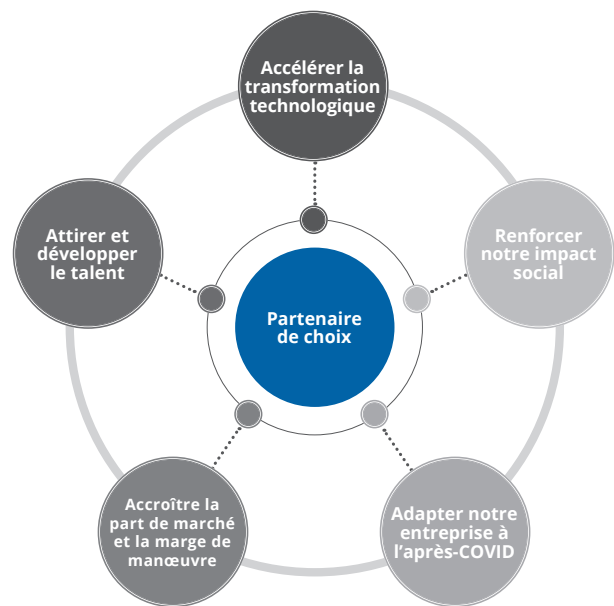 Accélérer la
transformation
technologique
Renforcer
notre impact
social
Adapter notre
entreprise à
l’après-COVID
Accroître la
part de marché
et la marge de
manœuvre
Attirer et
développer
le talent
Partenaire
de choix